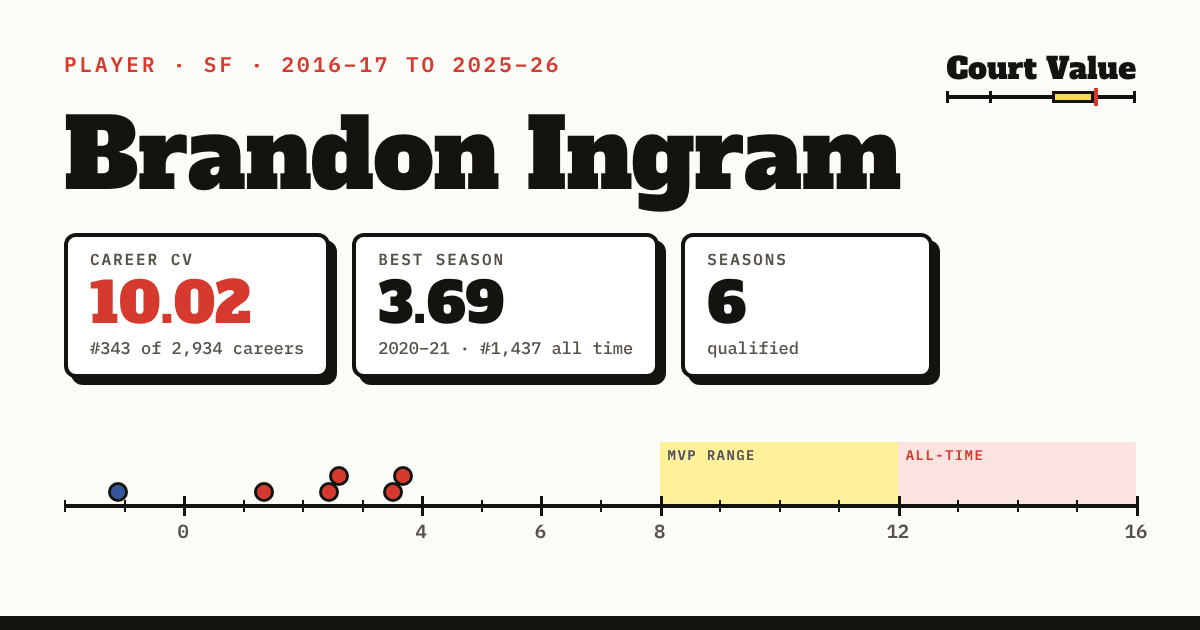 PLAYER · SF · 2016–17 TO 2025–26
Court Value
Brandon Ingram
CAREER CV
10.02
#343 of 2,934 careers
BEST SEASON
3.69
2020–21 · #1,437 all time
SEASONS
6
qualified
MVP RANGE
ALL-TIME
0 4 6 8 12 16